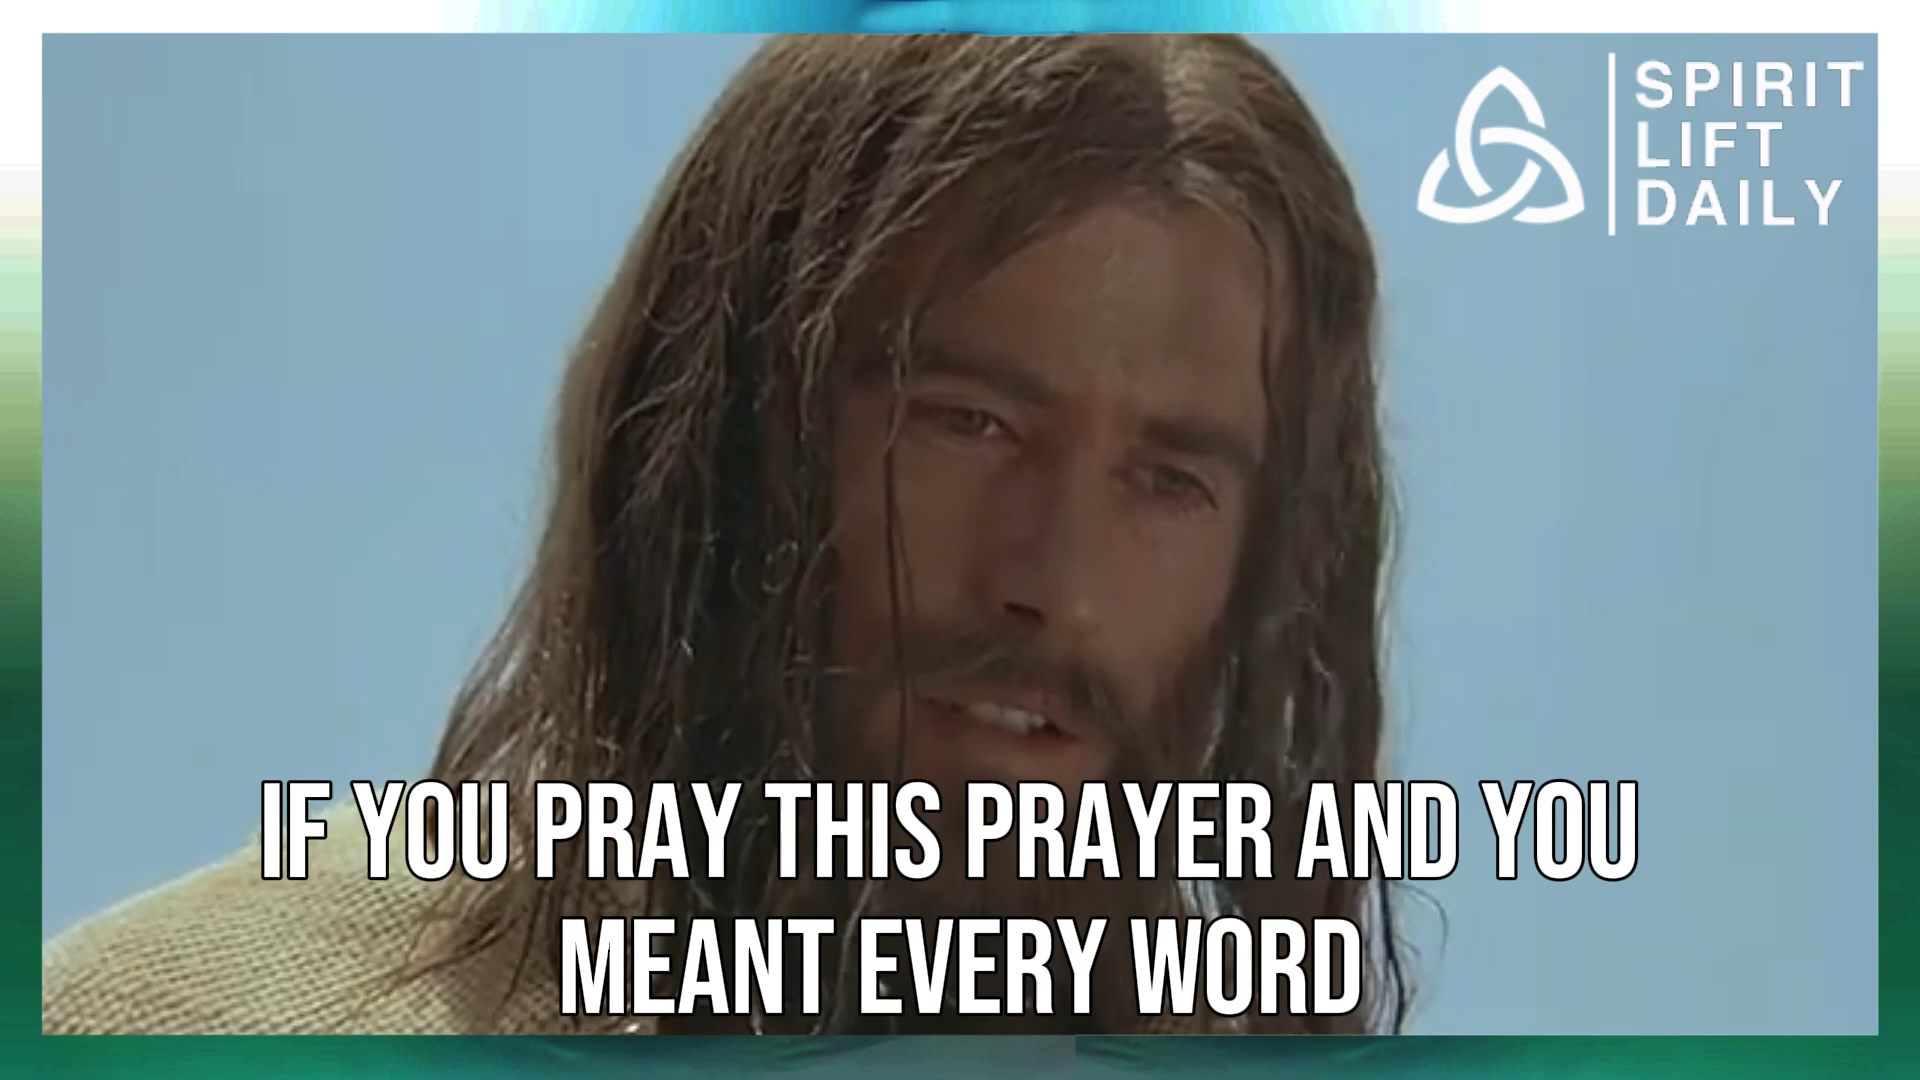 SPIRIT
LIFT
DAILY
IF YOU PRAY THIS PRAYER AND YOU
MEANT EVERY WORD